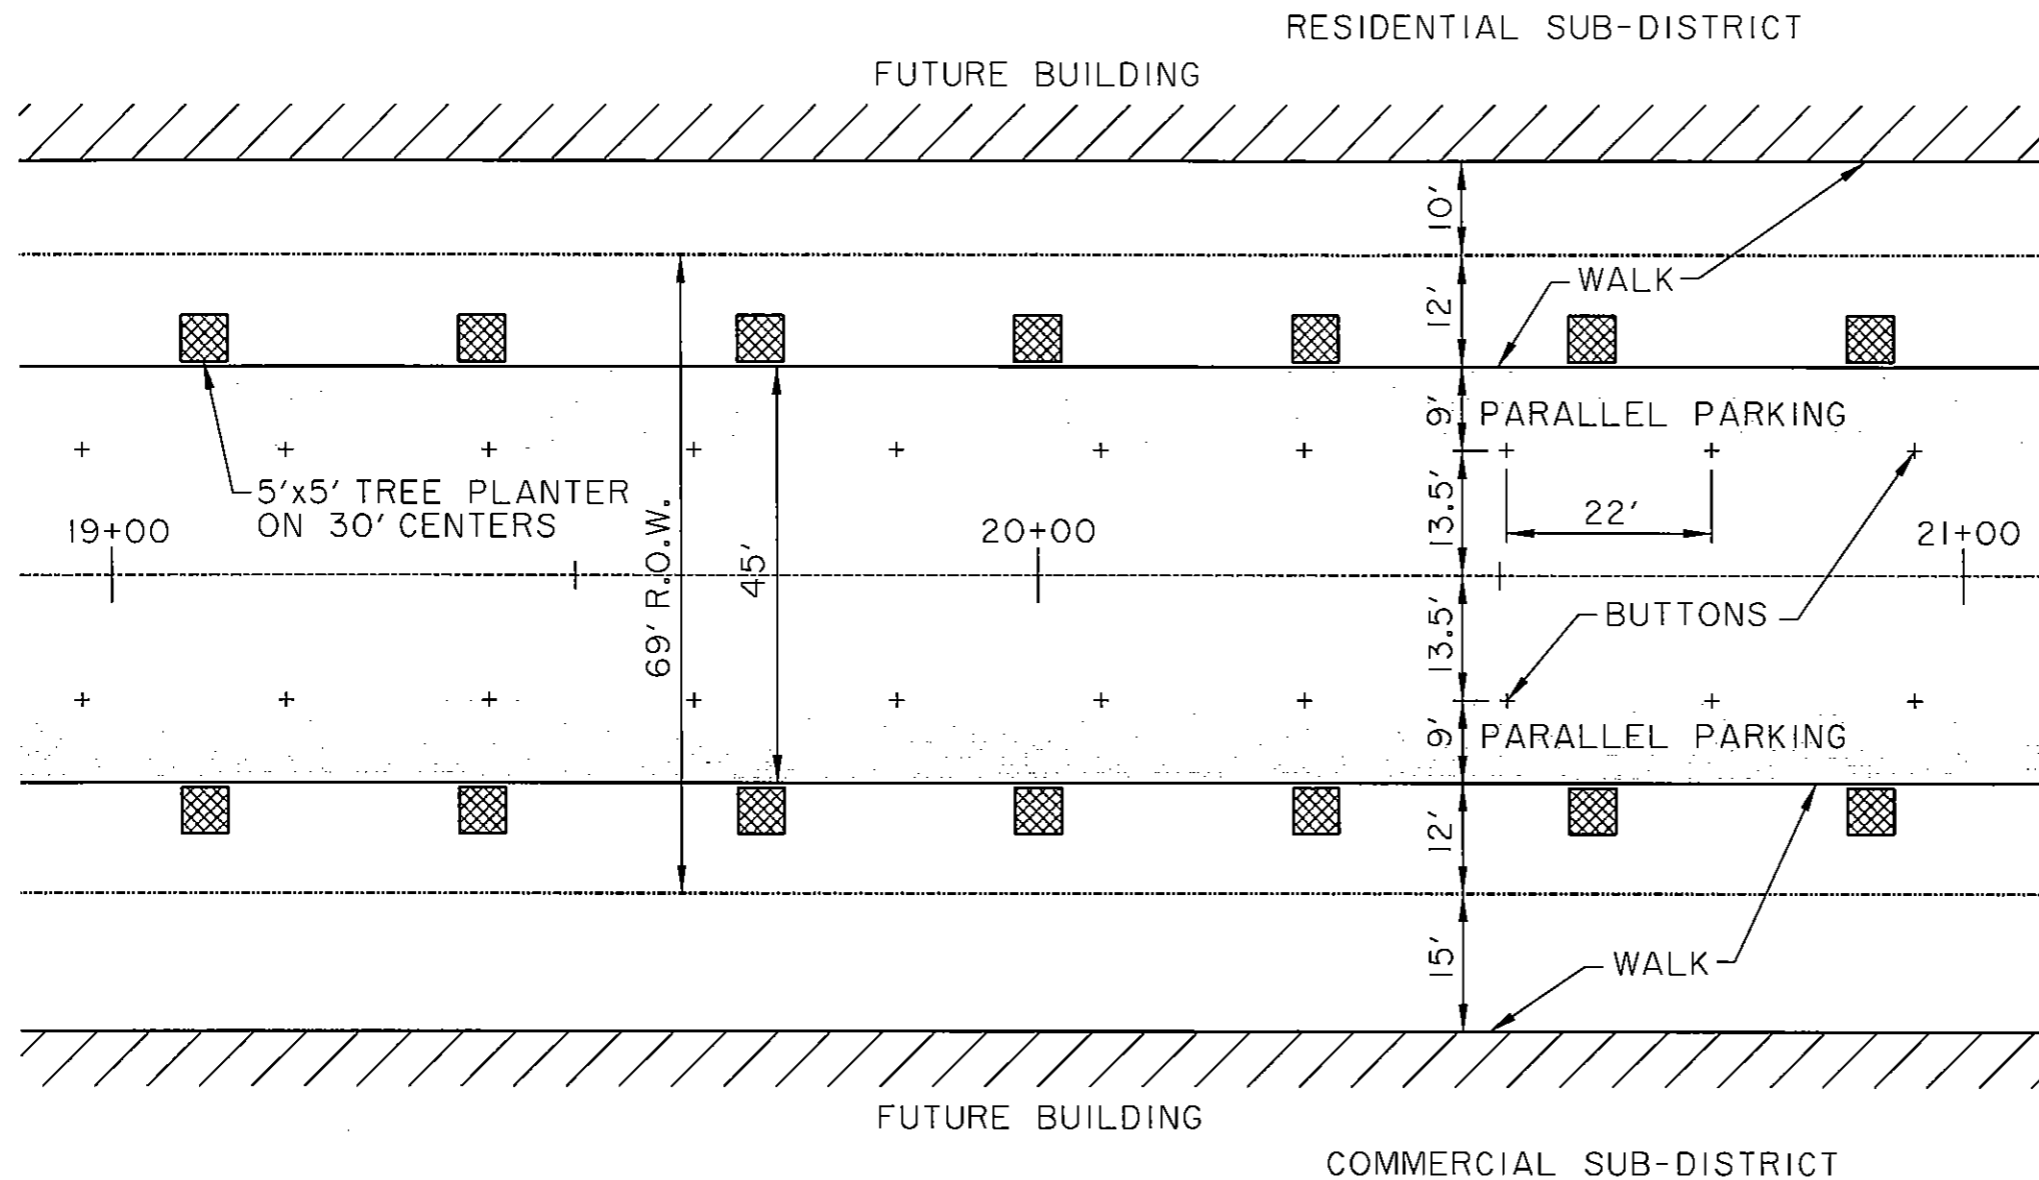 RESIDENTIAL SUB-DISTRICT
FUTURE BUILDING
10'
WALK
12'
9'
PARALLEL PARKING
5'x5' TREE PLANTER
ON 30' CENTERS
19+00
69' R.O.W.
45'
20+00
13.5'
22'
21+00
13.5'
BUTTONS
9'
PARALLEL PARKING
12'
15'
WALK
FUTURE BUILDING
COMMERCIAL SUB-DISTRICT